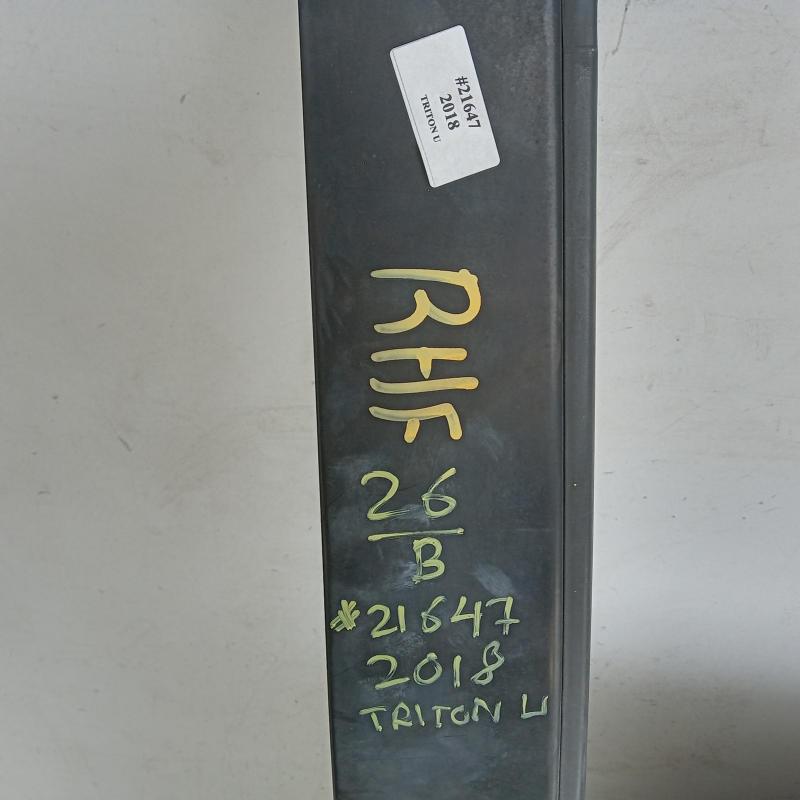 #21647
2018
TRITON U
RHF
26
B
*21647
2018
TRITON U